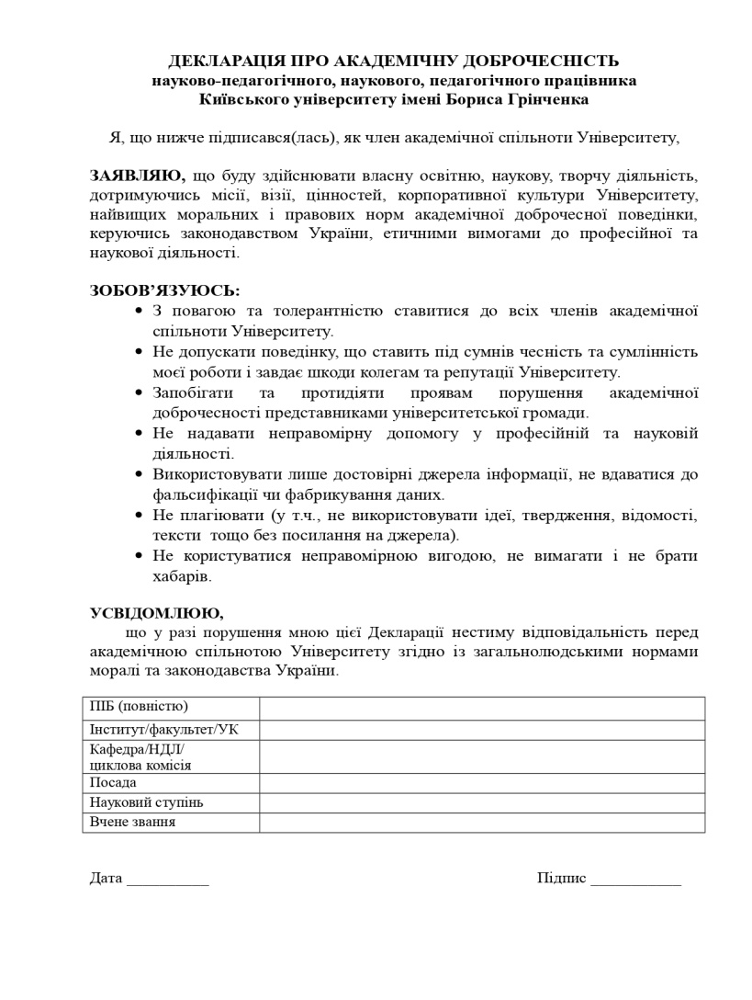 ДЕКЛАРАЦІЯ ПРО АКАДЕМІЧНУ ДОБРОЧЕСНІСТЬ
науково-педагогічного, наукового, педагогічного працівника
Київського університету імені Бориса Грінченка
Я, що нижче підписався(лась), як член академічної спільноти Університету,
ЗАЯВЛЯЮ, що буду здійснювати власну освітню, наукову, творчу діяльність,
дотримуючись місії, візії, цінностей, корпоративної культури Університету,
найвищих моральних і правових норм академічної доброчесної поведінки,
керуючись законодавством України, етичними вимогами до професійної та
наукової діяльності.
ЗОБОВ’ЯЗУЮСЬ:
• З повагою та толерантністю ставитися до всіх членів академічної
спільноти Університету.
• Не допускати поведінку, що ставить під сумнів чесність та сумлінність
моєї роботи і завдає шкоди колегам та репутації Університету.
• Запобігати та протидіяти проявам порушення академічної
доброчесності представниками університетської громади.
• Не надавати неправомірну допомогу у професійній та науковій
діяльності.
• Використовувати лише достовірні джерела інформації, не вдаватися до
фальсифікації чи фабрикування даних.
• Не плагіювати (у т.ч., не використовувати ідеї, твердження, відомості,
тексти тощо без посилання на джерела).
• Не користуватися неправомірною вигодою, не вимагати і не брати
хабарів.
УСВІДОМЛЮЮ,
що у разі порушення мною цієї Декларації нестиму відповідальність перед
академічною спільнотою Університету згідно із загальнолюдськими нормами
моралі та законодавства України.
ПІБ (повністю)
Інститут/факультет/УК
Кафедра/НДЛ/
циклова комісія
Посада
Науковий ступінь
Вчене звання
Дата __________ Підпис ___________